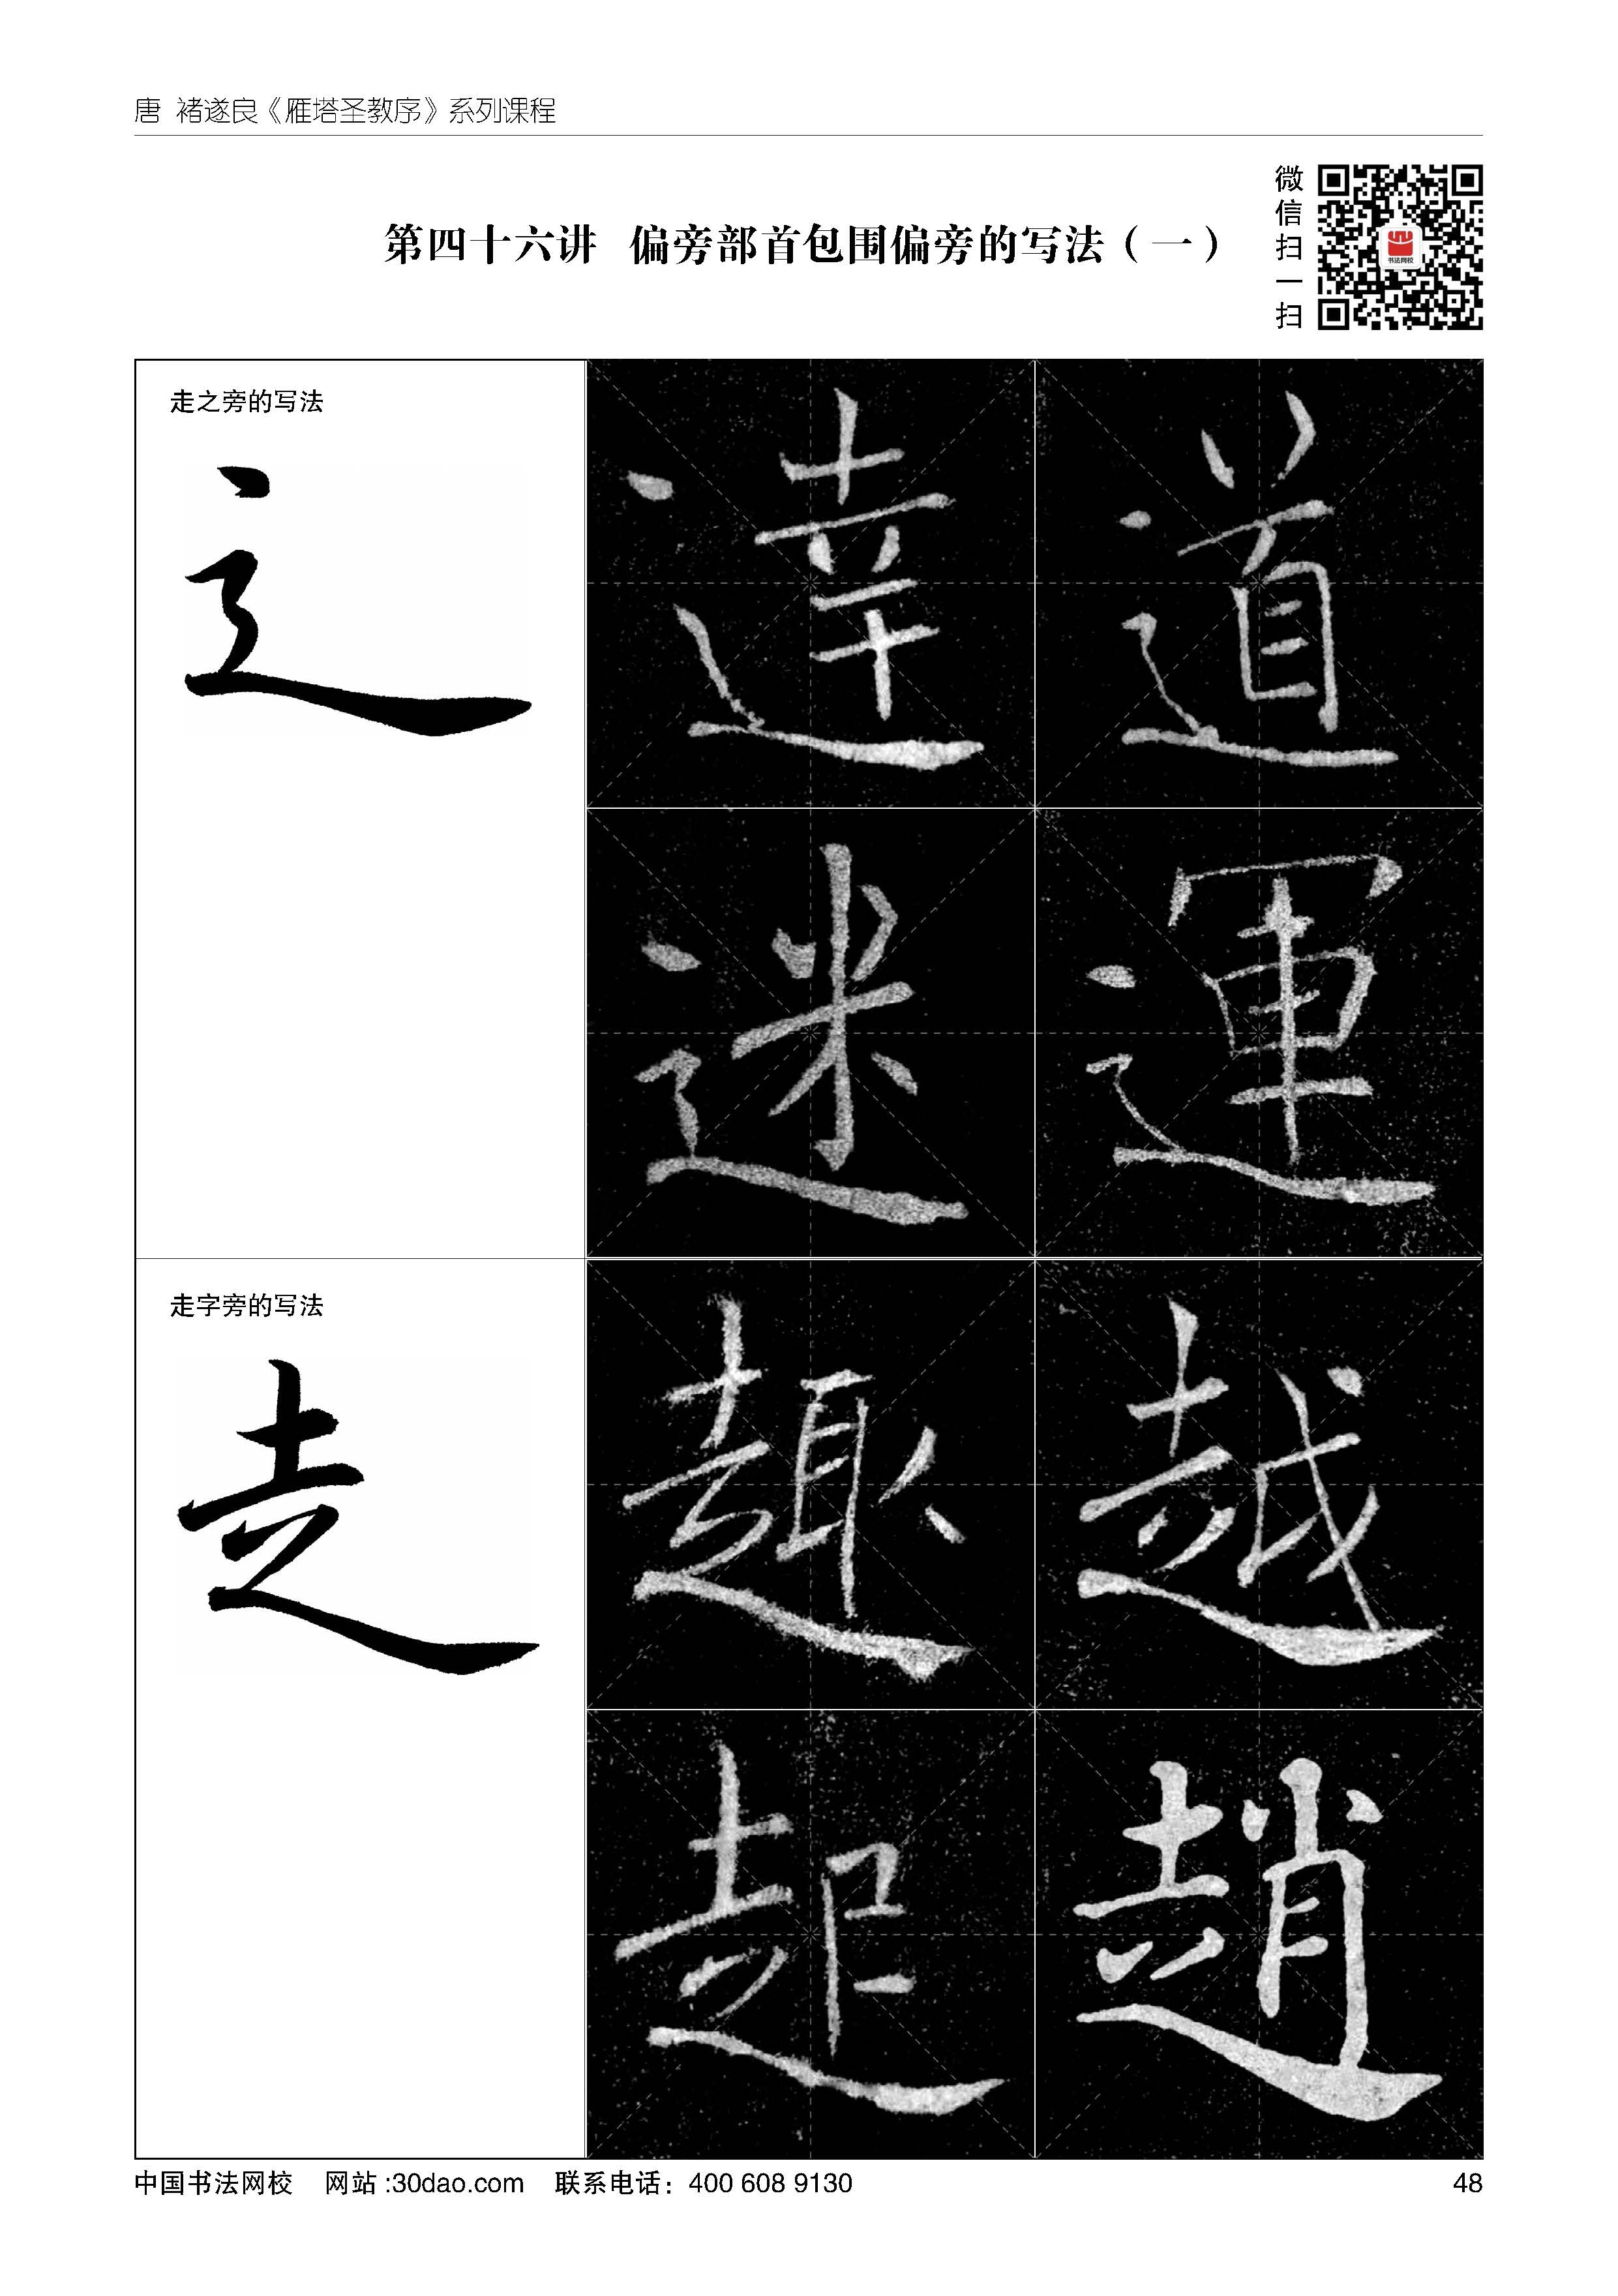 唐 褚遂良《雁塔圣教序》系列课程
第四十六讲 偏旁部首包围偏旁的写法（一）
微信扫一扫
书法网校
走之旁的写法
辶
達 道
迷 運
走字旁的写法
走
趣 越
起 趙
中国书法网校 网站:30dao.com 联系电话：400 608 9130 48